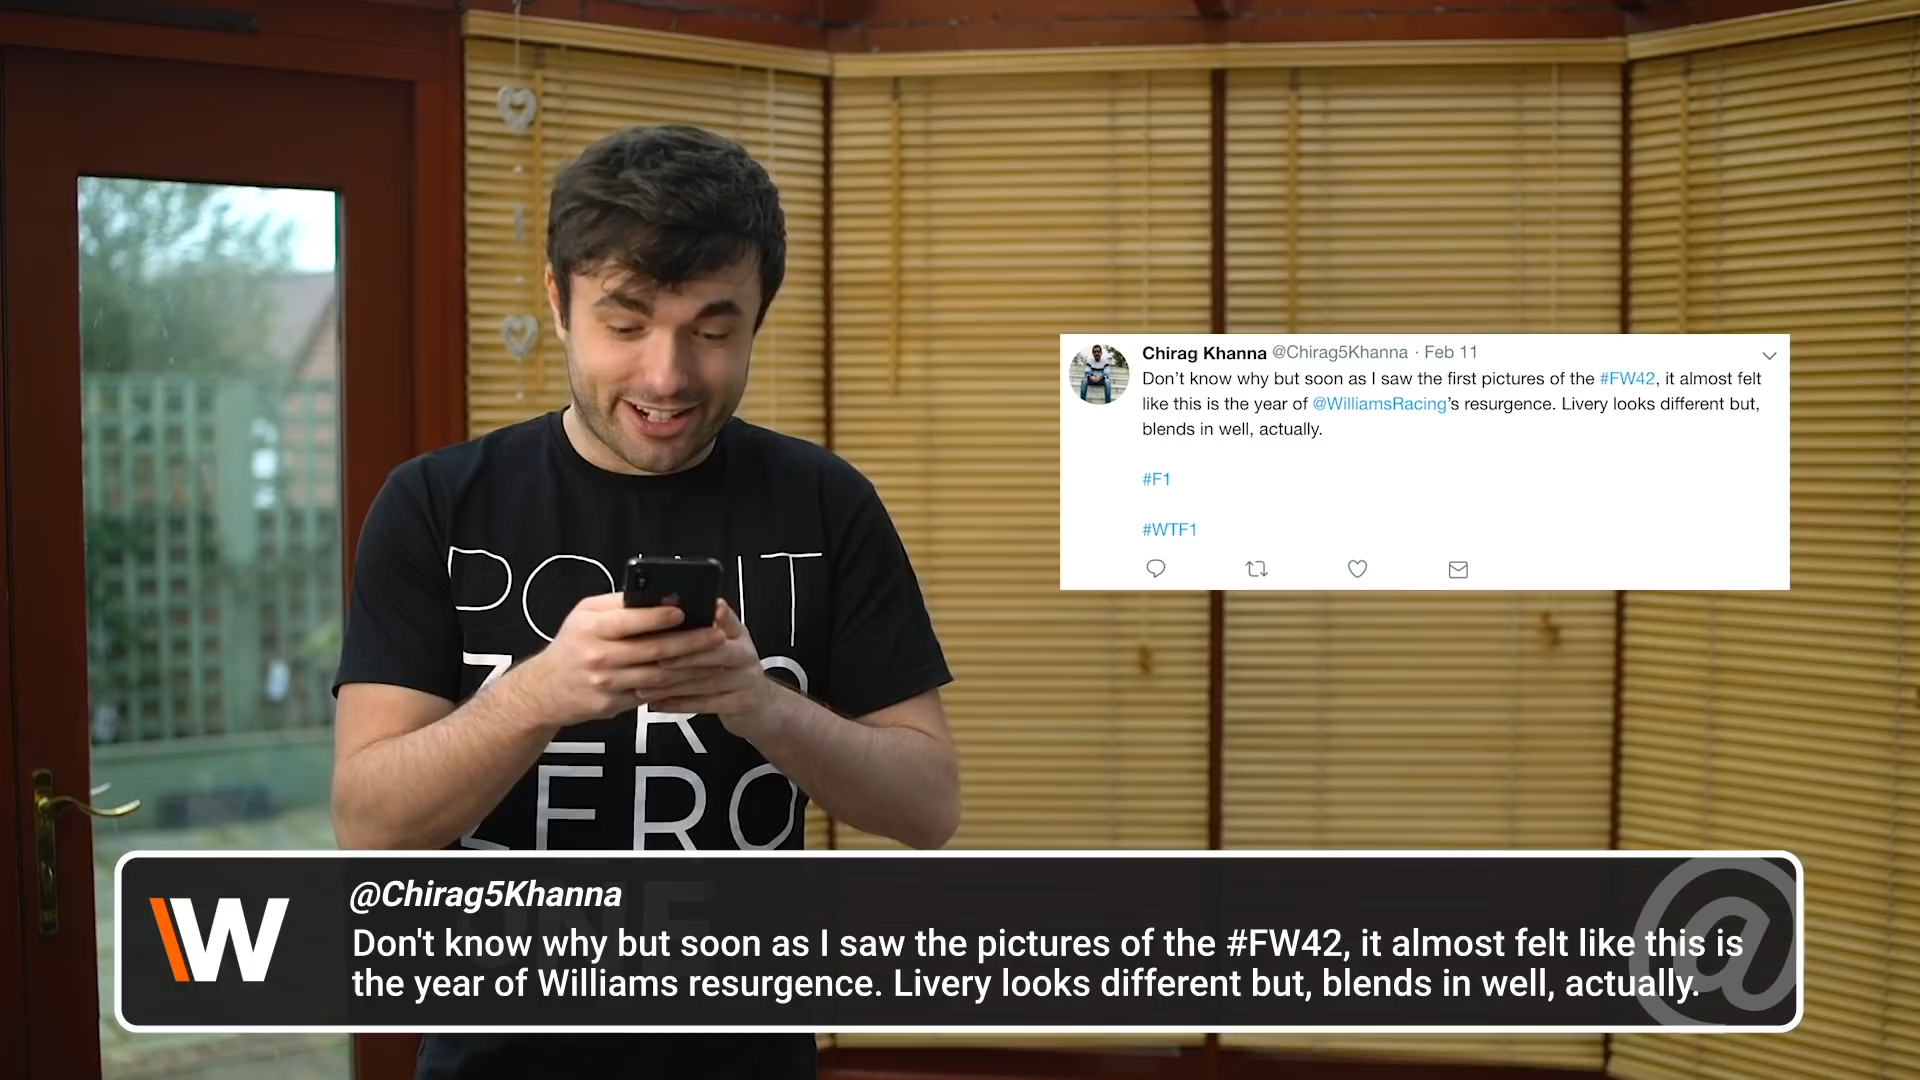 Chirag Khanna @Chirag5Khanna · Feb 11
Don’t know why but soon as I saw the first pictures of the #FW42, it almost felt
like this is the year of @WilliamsRacing’s resurgence. Livery looks different but,
blends in well, actually.
#F1
#WTF1
POINT
ZERO
ZERO
W
@Chirag5Khanna
Don't know why but soon as I saw the pictures of the #FW42, it almost felt like this is
the year of Williams resurgence. Livery looks different but, blends in well, actually.
@